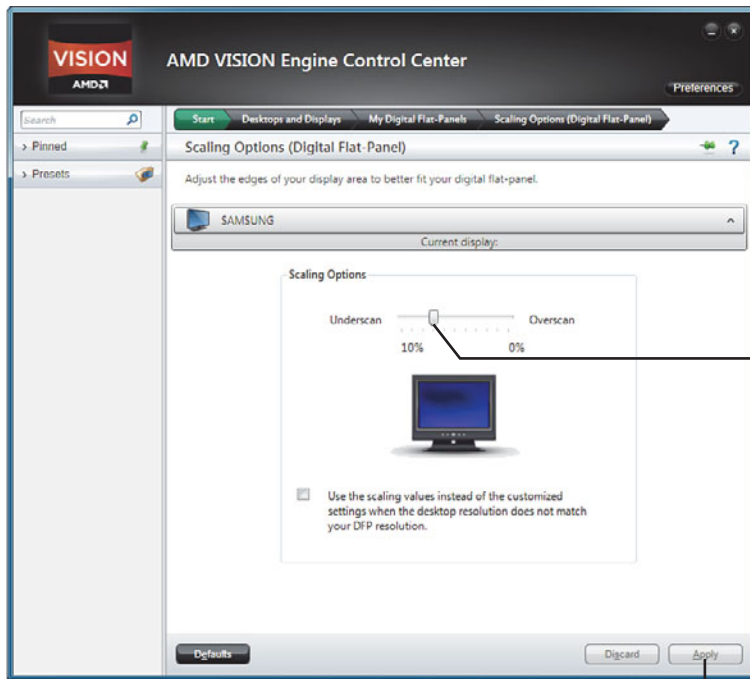 VISION
AMD
AMD VISION Engine Control Center
Preferences
Search
Start Desktops and Displays My Digital Flat-Panels Scaling Options (Digital Flat-Panel)
Pinned
Presets
Scaling Options (Digital Flat-Panel)
?
Adjust the edges of your display area to better fit your digital flat-panel.
SAMSUNG
Current display:
Scaling Options
Underscan Overscan
10% 0%
Use the scaling values instead of the customized
settings when the desktop resolution does not match
your DFP resolution.
Defaults Discard Apply